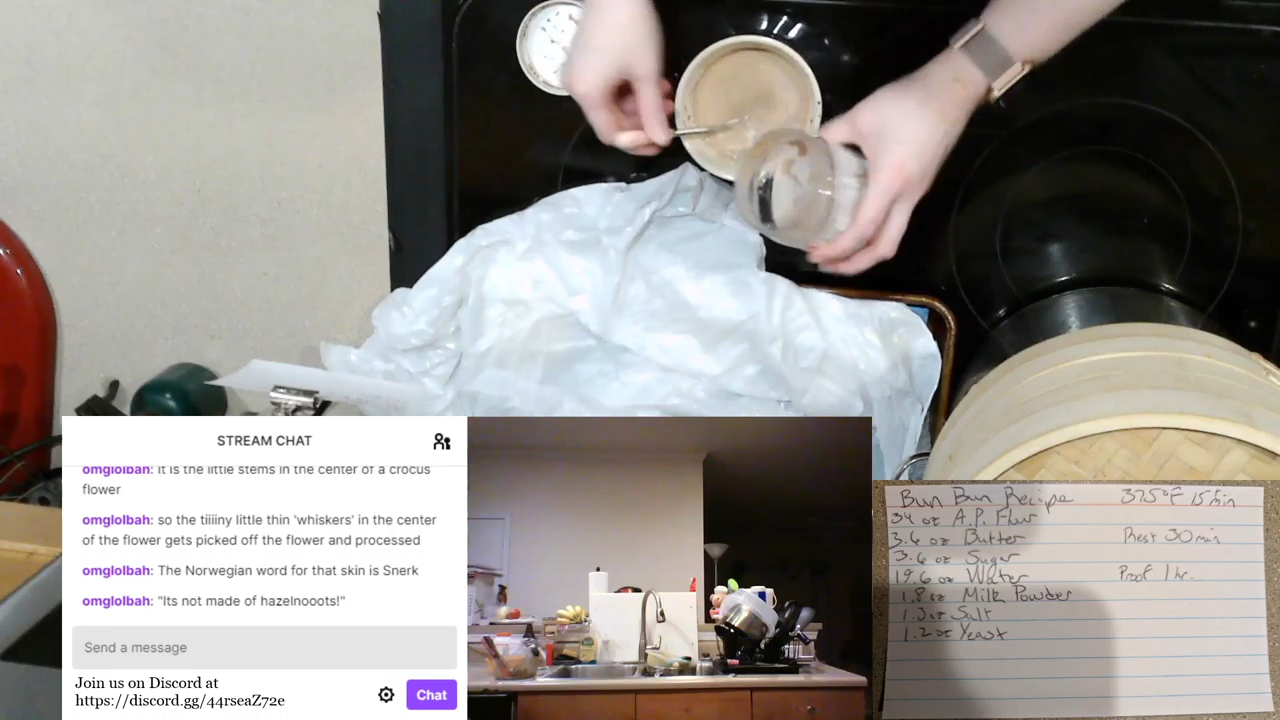 STREAM CHAT
omglolbah: it is the little stems in the center of a crocus
flower
omglolbah: so the tiiiiny little thin 'whiskers' in the center
of the flower gets picked off the flower and processed
omglolbah: The Norwegian word for that skin is Snerk
omglolbah: "Its not made of hazelnooots!"
Send a message
Join us on Discord at
https://discord.gg/44rseaZ72e
Chat
Bun Bun Recipe 375°F 15 min
34 oz A.P. Flour
3.6 oz Butter Rest 30 min
3.6 oz Sugar
19.6 oz Water Proof 1 hr.
1.8 oz Milk Powder
1.3 oz Salt
1.2 oz Yeast